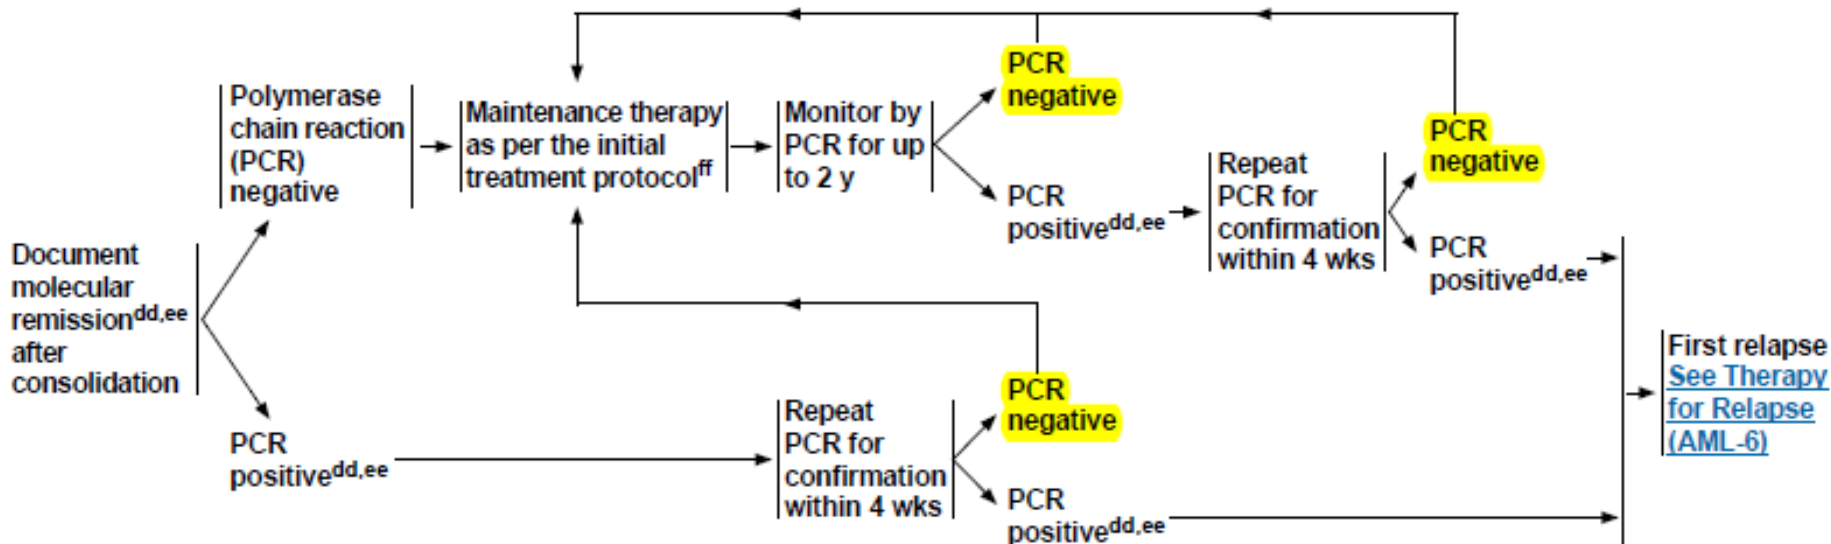 Document
molecular
remissiondd,ee
after
consolidation
Polymerase
chain reaction
(PCR)
negative
PCR
positivedd,ee
Maintenance therapy
as per the initial
treatment protocolff
Monitor by
PCR for up
to 2 y
PCR
negative
PCR
positivedd,ee
Repeat
PCR for
confirmation
within 4 wks
PCR
negative
PCR
positivedd,ee
Repeat
PCR for
confirmation
within 4 wks
PCR
negative
PCR
positivedd,ee
First relapse
See Therapy
for Relapse
(AML-6)